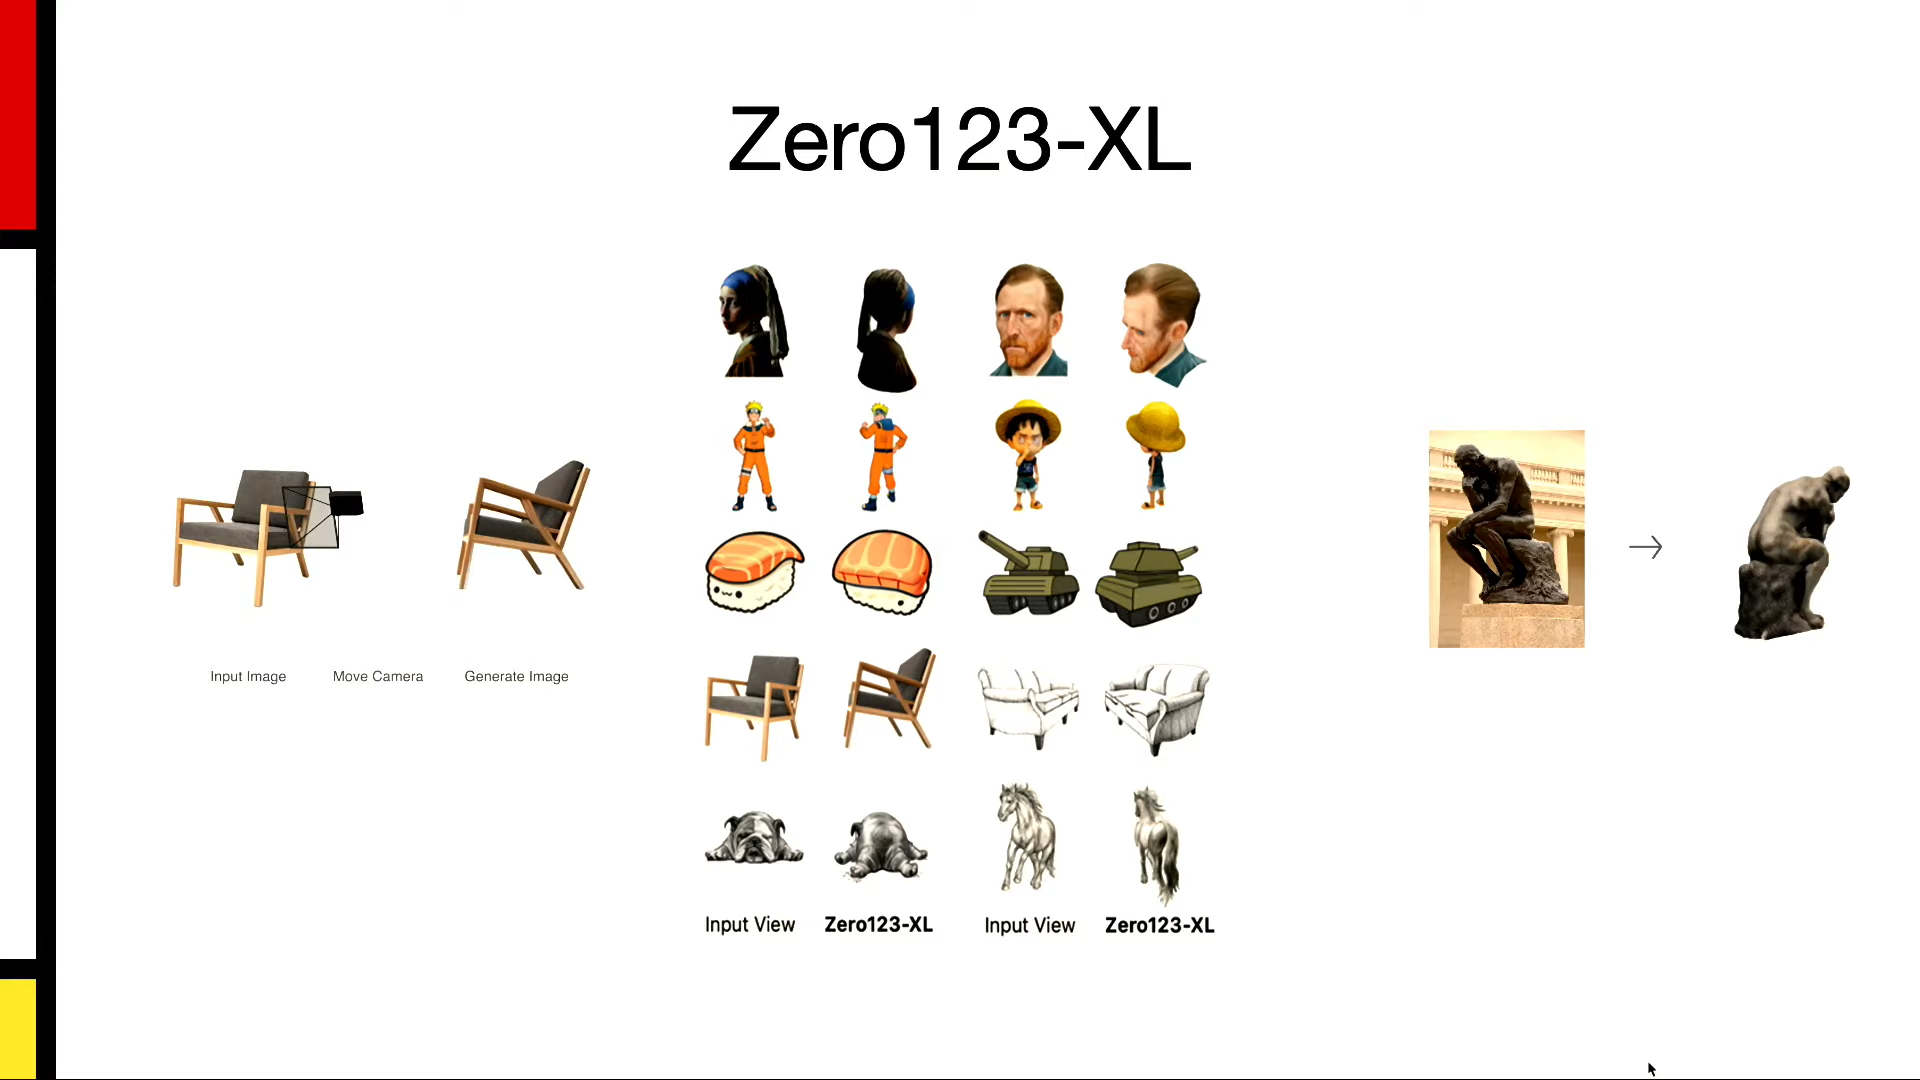 Zero123-XL
Input Image
Move Camera
Generate Image
Input View
Zero123-XL
Input View
Zero123-XL